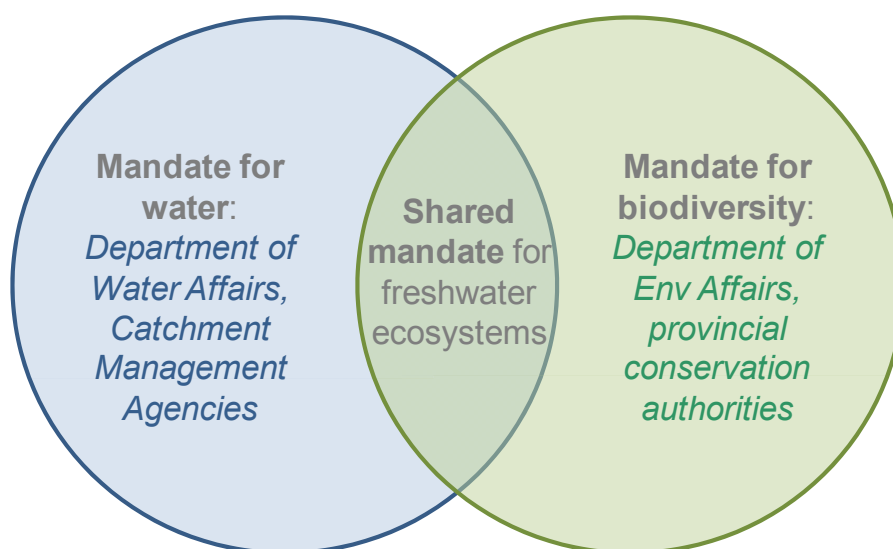 Mandate for
water:
Department of
Water Affairs,
Catchment
Management
Agencies
Shared
mandate for
freshwater
ecosystems
Mandate for
biodiversity:
Department of
Env Affairs,
provincial
conservation
authorities